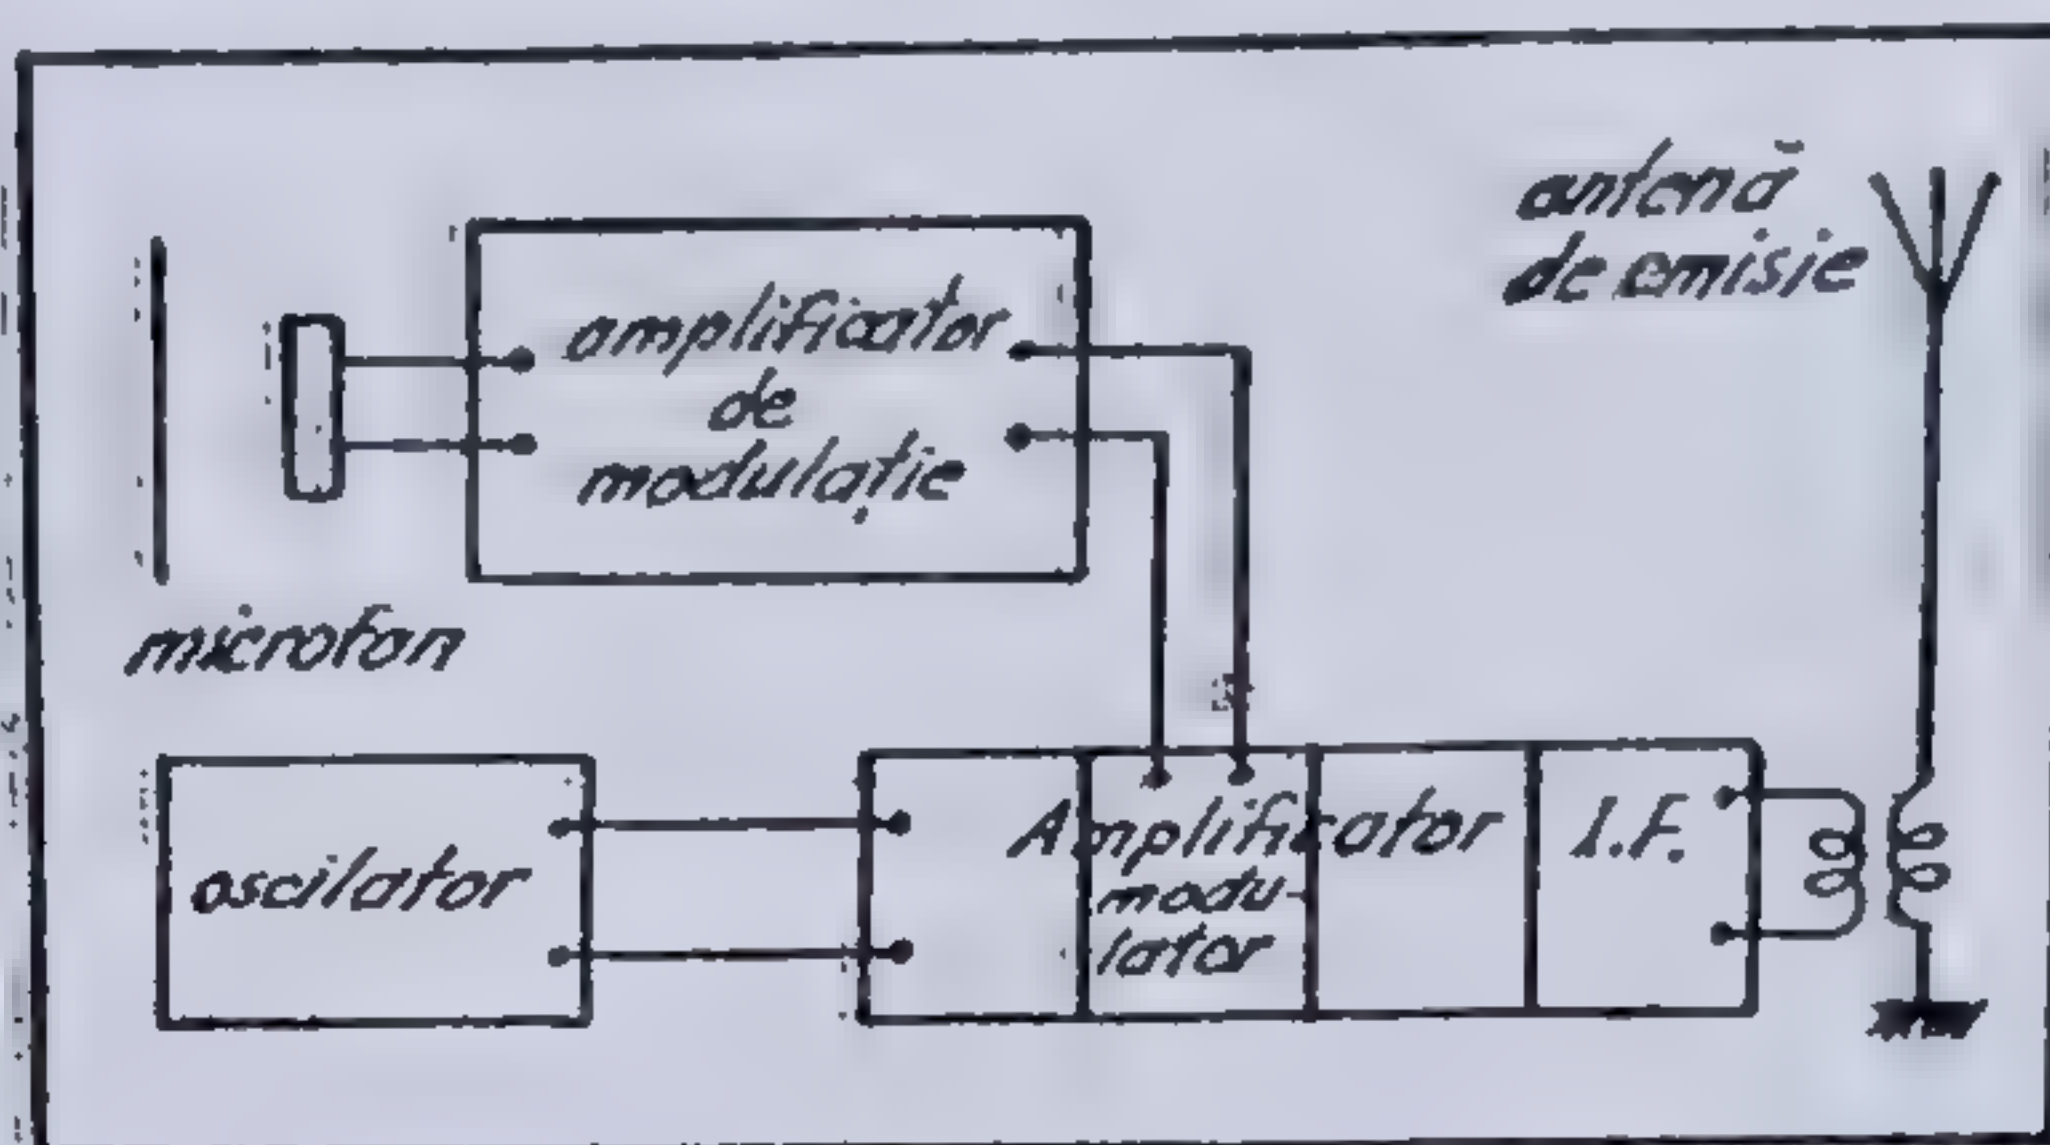 antenă
de emisie
amplificator
de
modulație
microfon
oscilator
Amplificator I.F.
modu-
lator